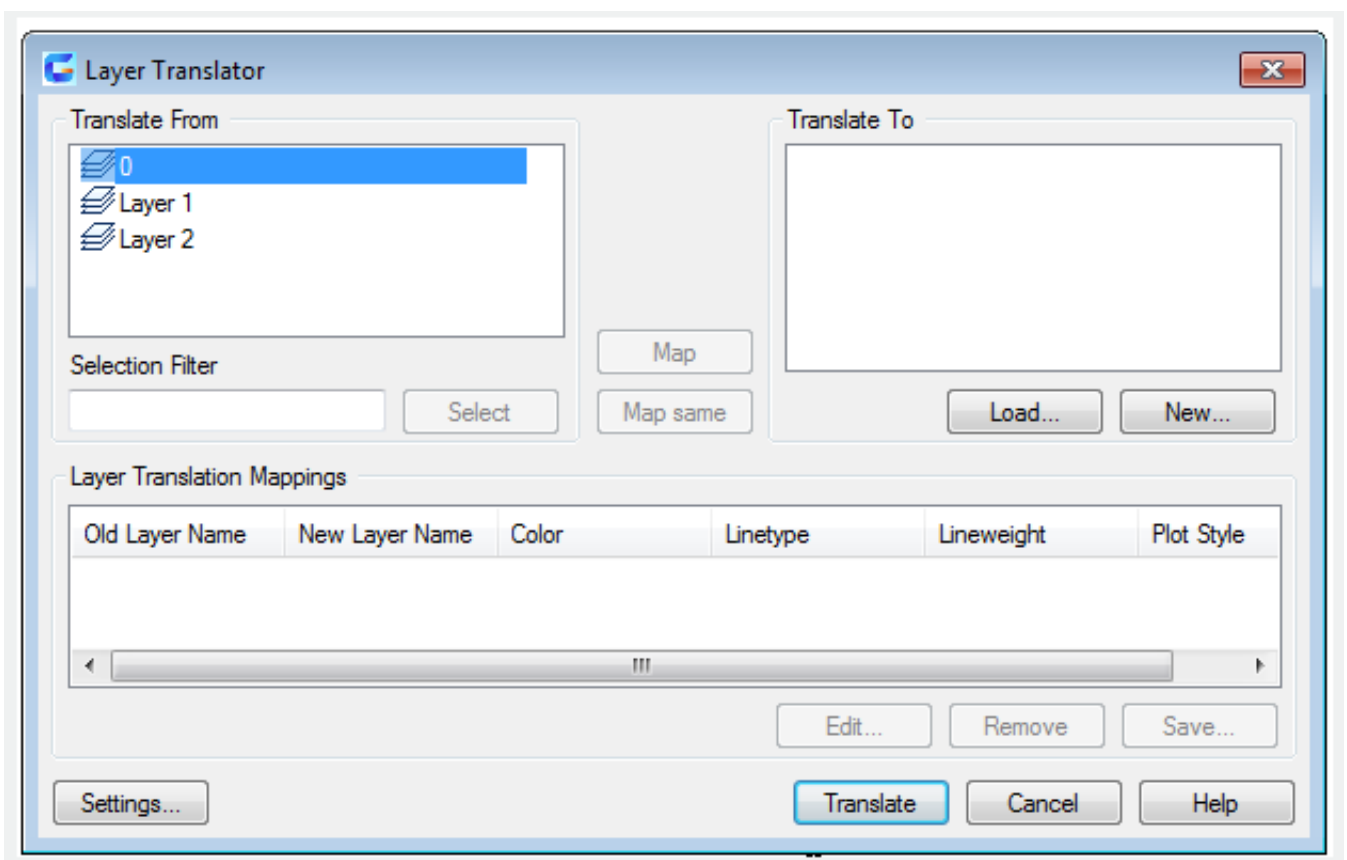 Layer Translator
Translate From
0
Layer 1
Layer 2
Selection Filter
Select
Map
Map same
Translate To
Load...
New...
Layer Translation Mappings
Old Layer Name New Layer Name Color Linetype Lineweight Plot Style
Edit... Remove Save...
Settings... Translate Cancel Help